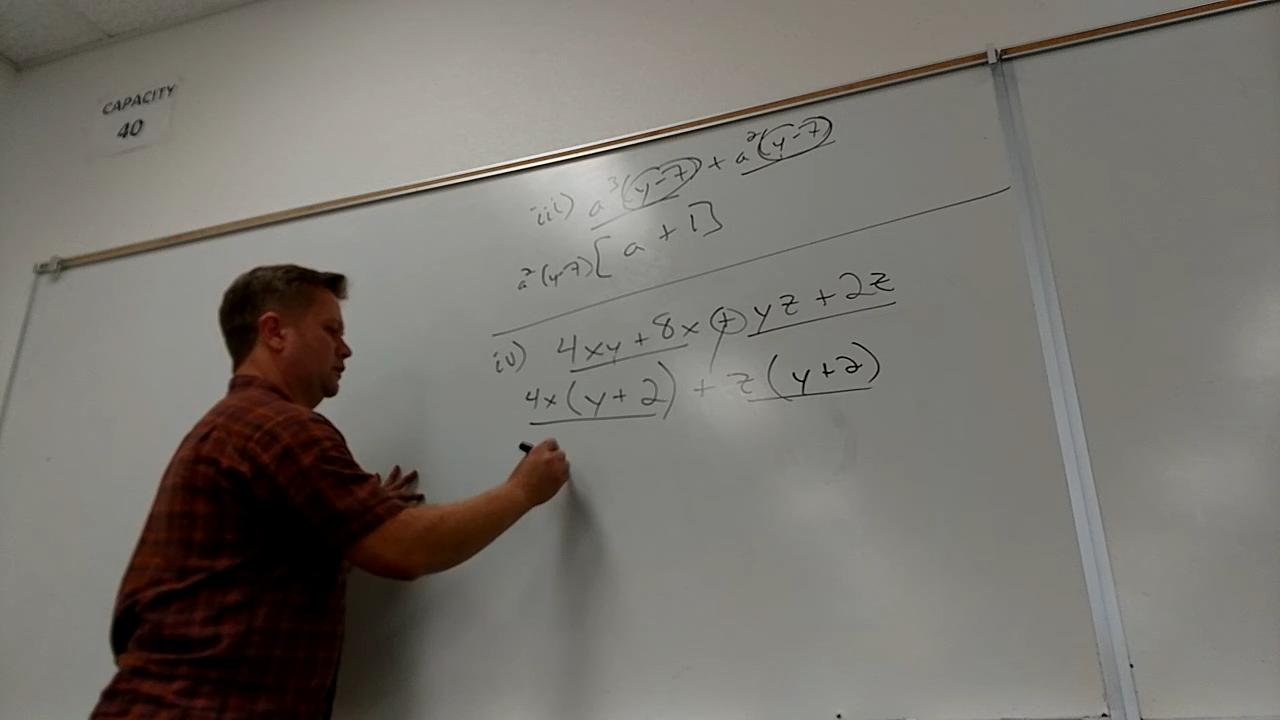 CAPACITY
40
iii) a³(y-7) + a²(y-7)
a²(y-7)[a + 1]
iv) 4xy + 8x + yz + 2z
4x(y+2) + z(y+2)